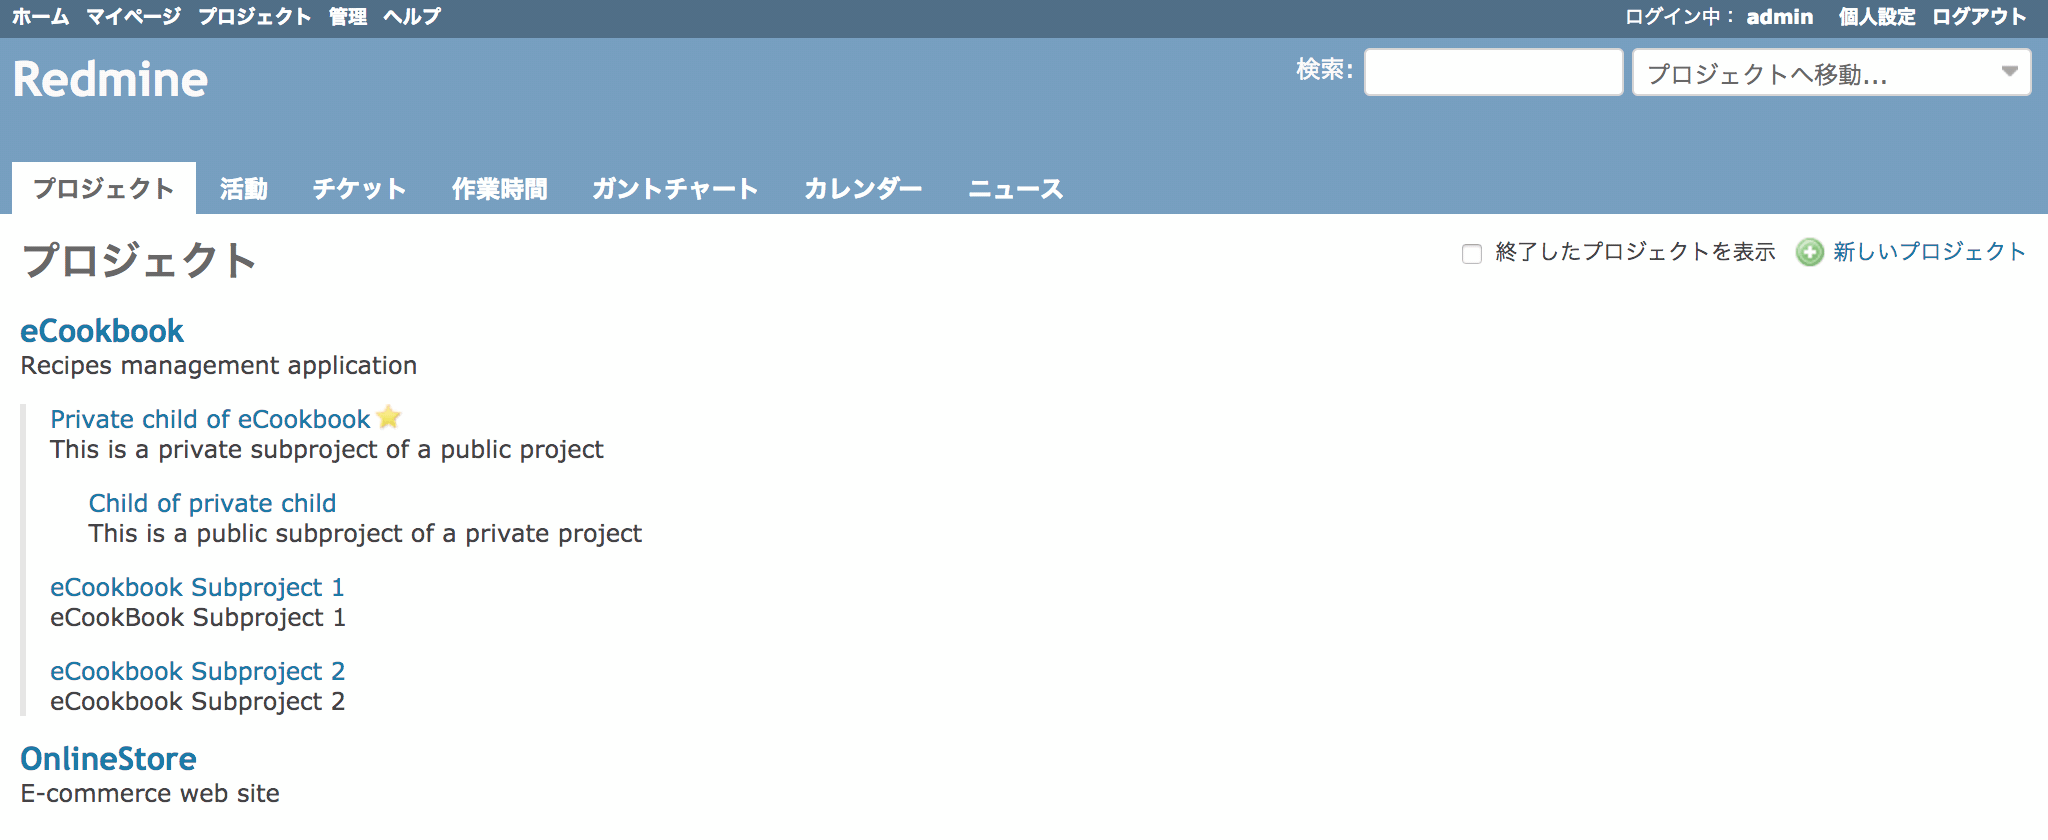 ホーム マイページ プロジェクト 管理 ヘルプ ログイン中： admin 個人設定 ログアウト
Redmine 検索: プロジェクトへ移動...
プロジェクト 活動 チケット 作業時間 ガントチャート カレンダー ニュース
プロジェクト 終了したプロジェクトを表示 新しいプロジェクト
eCookbook
Recipes management application
Private child of eCookbook
This is a private subproject of a public project
Child of private child
This is a public subproject of a private project
eCookbook Subproject 1
eCookBook Subproject 1
eCookbook Subproject 2
eCookbook Subproject 2
OnlineStore
E-commerce web site